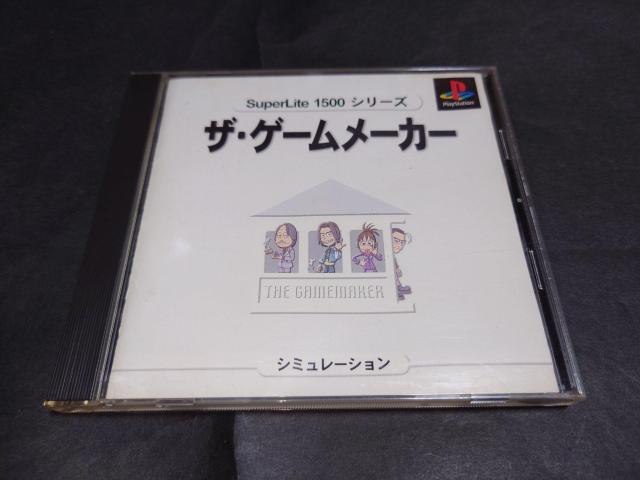 SuperLite 1500 シリーズ
PlayStation
ザ・ゲームメーカー
THE GAMEMAKER
シミュレーション